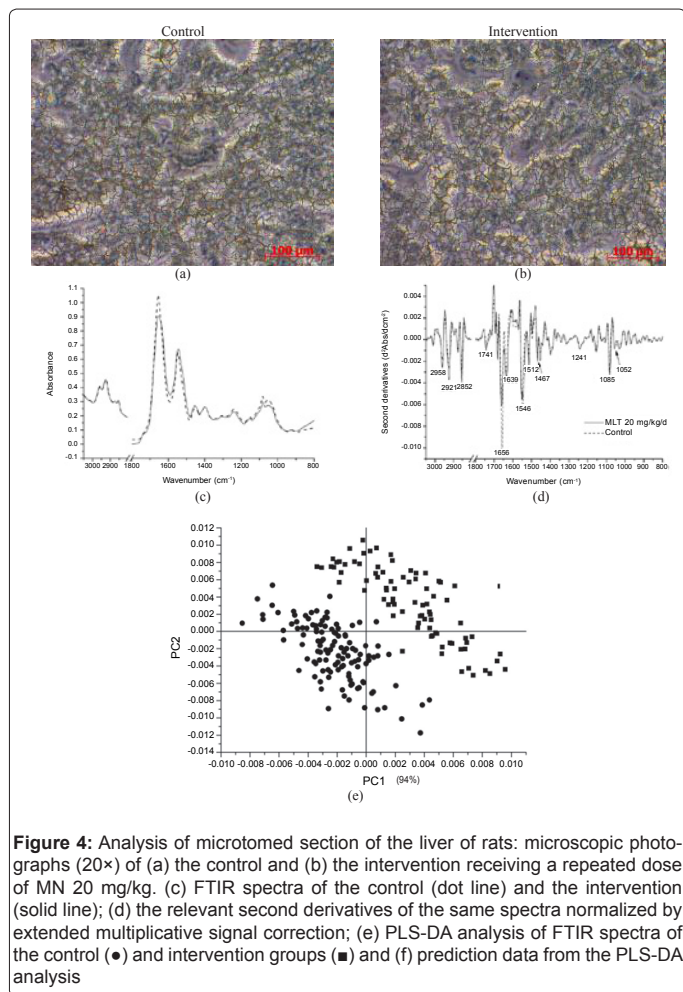 Control
Intervention
100 µm
100 µm
(a)
(b)
1.1
1.0
0.9
0.8
0.7
0.6
0.5
0.4
0.3
0.2
0.1
0.0
-0.1
Absorbance
3000 2900 1800 1600 1400 1200 1000 800
Wavenumber (cm-1)
(c)
0.004
0.002
0.000
-0.002
-0.004
-0.006
-0.008
-0.010
Second derivatives (d²Abs/dcm²)
2958
2921
2852
1741
1656
1639
1546
1512
1467
1241
1085
1052
MLT 20 mg/kg/d
Control
3000 2900 1800 1700 1600 1500 1400 1300 1200 1100 1000 900 800
Wavenumber (cm-1)
(d)
0.012
0.010
0.008
0.006
0.004
0.002
0.000
-0.002
-0.004
-0.006
-0.008
-0.010
-0.012
-0.014
PC2
-0.010 -0.008 -0.006 -0.004 -0.002 0.000 0.002 0.004 0.006 0.008 0.010
PC1 (94%)
(e)
Figure 4: Analysis of microtomed section of the liver of rats: microscopic photo-
graphs (20×) of (a) the control and (b) the intervention receiving a repeated dose
of MN 20 mg/kg. (c) FTIR spectra of the control (dot line) and the intervention
(solid line); (d) the relevant second derivatives of the same spectra normalized by
extended multiplicative signal correction; (e) PLS-DA analysis of FTIR spectra of
the control (●) and intervention groups (■) and (f) prediction data from the PLS-DA
analysis